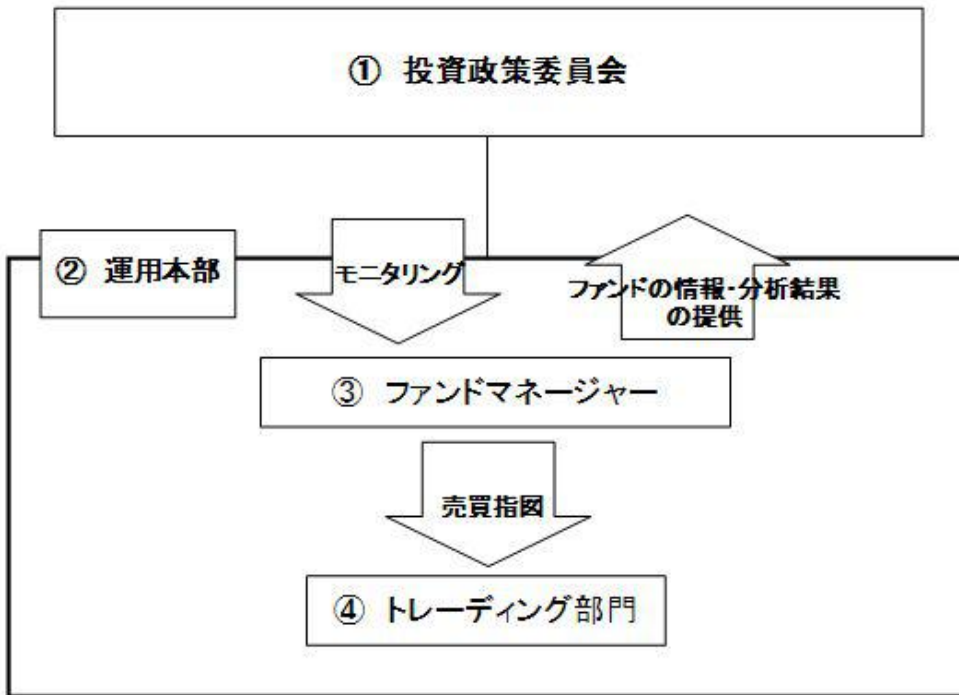 ① 投資政策委員会
② 運用本部
モニタリング
ファンドの情報・分析結果
の提供
③ ファンドマネージャー
売買指図
④ トレーディング部門